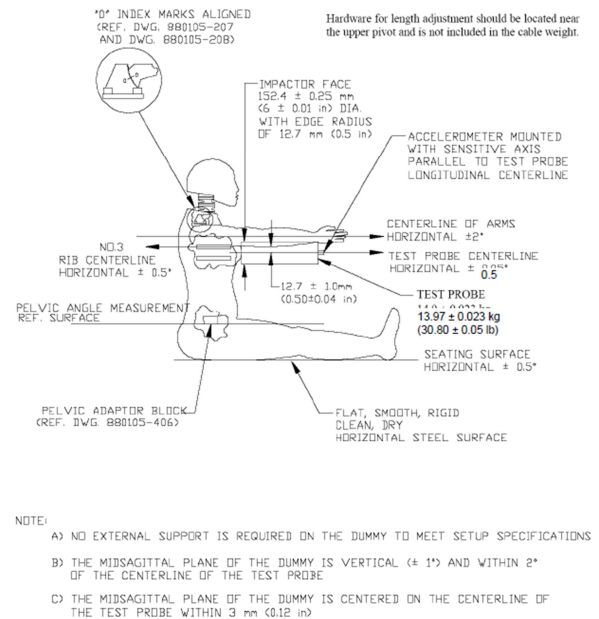 "0" INDEX MARKS ALIGNED
(REF. DWG. 880105-207
AND DWG. 880105-208)
Hardware for length adjustment should be located near
the upper pivot and is not included in the cable weight.
IMPACTOR FACE
152.4 ± 0.25 mm
(6 ± 0.01 in) DIA.
WITH EDGE RADIUS
OF 12.7 mm (0.5 in)
ACCELEROMETER MOUNTED
WITH SENSITIVE AXIS
PARALLEL TO TEST PROBE
LONGITUDINAL CENTERLINE
CENTERLINE OF ARMS
HORIZONTAL ±2°
NO.3
RIB CENTERLINE
HORIZONTAL ± 0.5°
TEST PROBE CENTERLINE
HORIZONTAL ±
0.5
12.7 ± 1.0mm
(0.50±0.04 in)
TEST PROBE
13.97 ± 0.023 kg
(30.80 ± 0.05 lb)
PELVIC ANGLE MEASUREMENT
REF. SURFACE
SEATING SURFACE
HORIZONTAL ± 0.5°
PELVIC ADAPTOR BLOCK
(REF. DWG. 880105-406)
FLAT, SMOOTH, RIGID
CLEAN, DRY
HORIZONTAL STEEL SURFACE
NOTE:
A) NO EXTERNAL SUPPORT IS REQUIRED ON THE DUMMY TO MEET SETUP SPECIFICATIONS
B) THE MIDSAGITTAL PLANE OF THE DUMMY IS VERTICAL (± 1°) AND WITHIN 2°
OF THE CENTERLINE OF THE TEST PROBE
C) THE MIDSAGITTAL PLANE OF THE DUMMY IS CENTERED ON THE CENTERLINE OF
THE TEST PROBE WITHIN 3 mm (0.12 in)